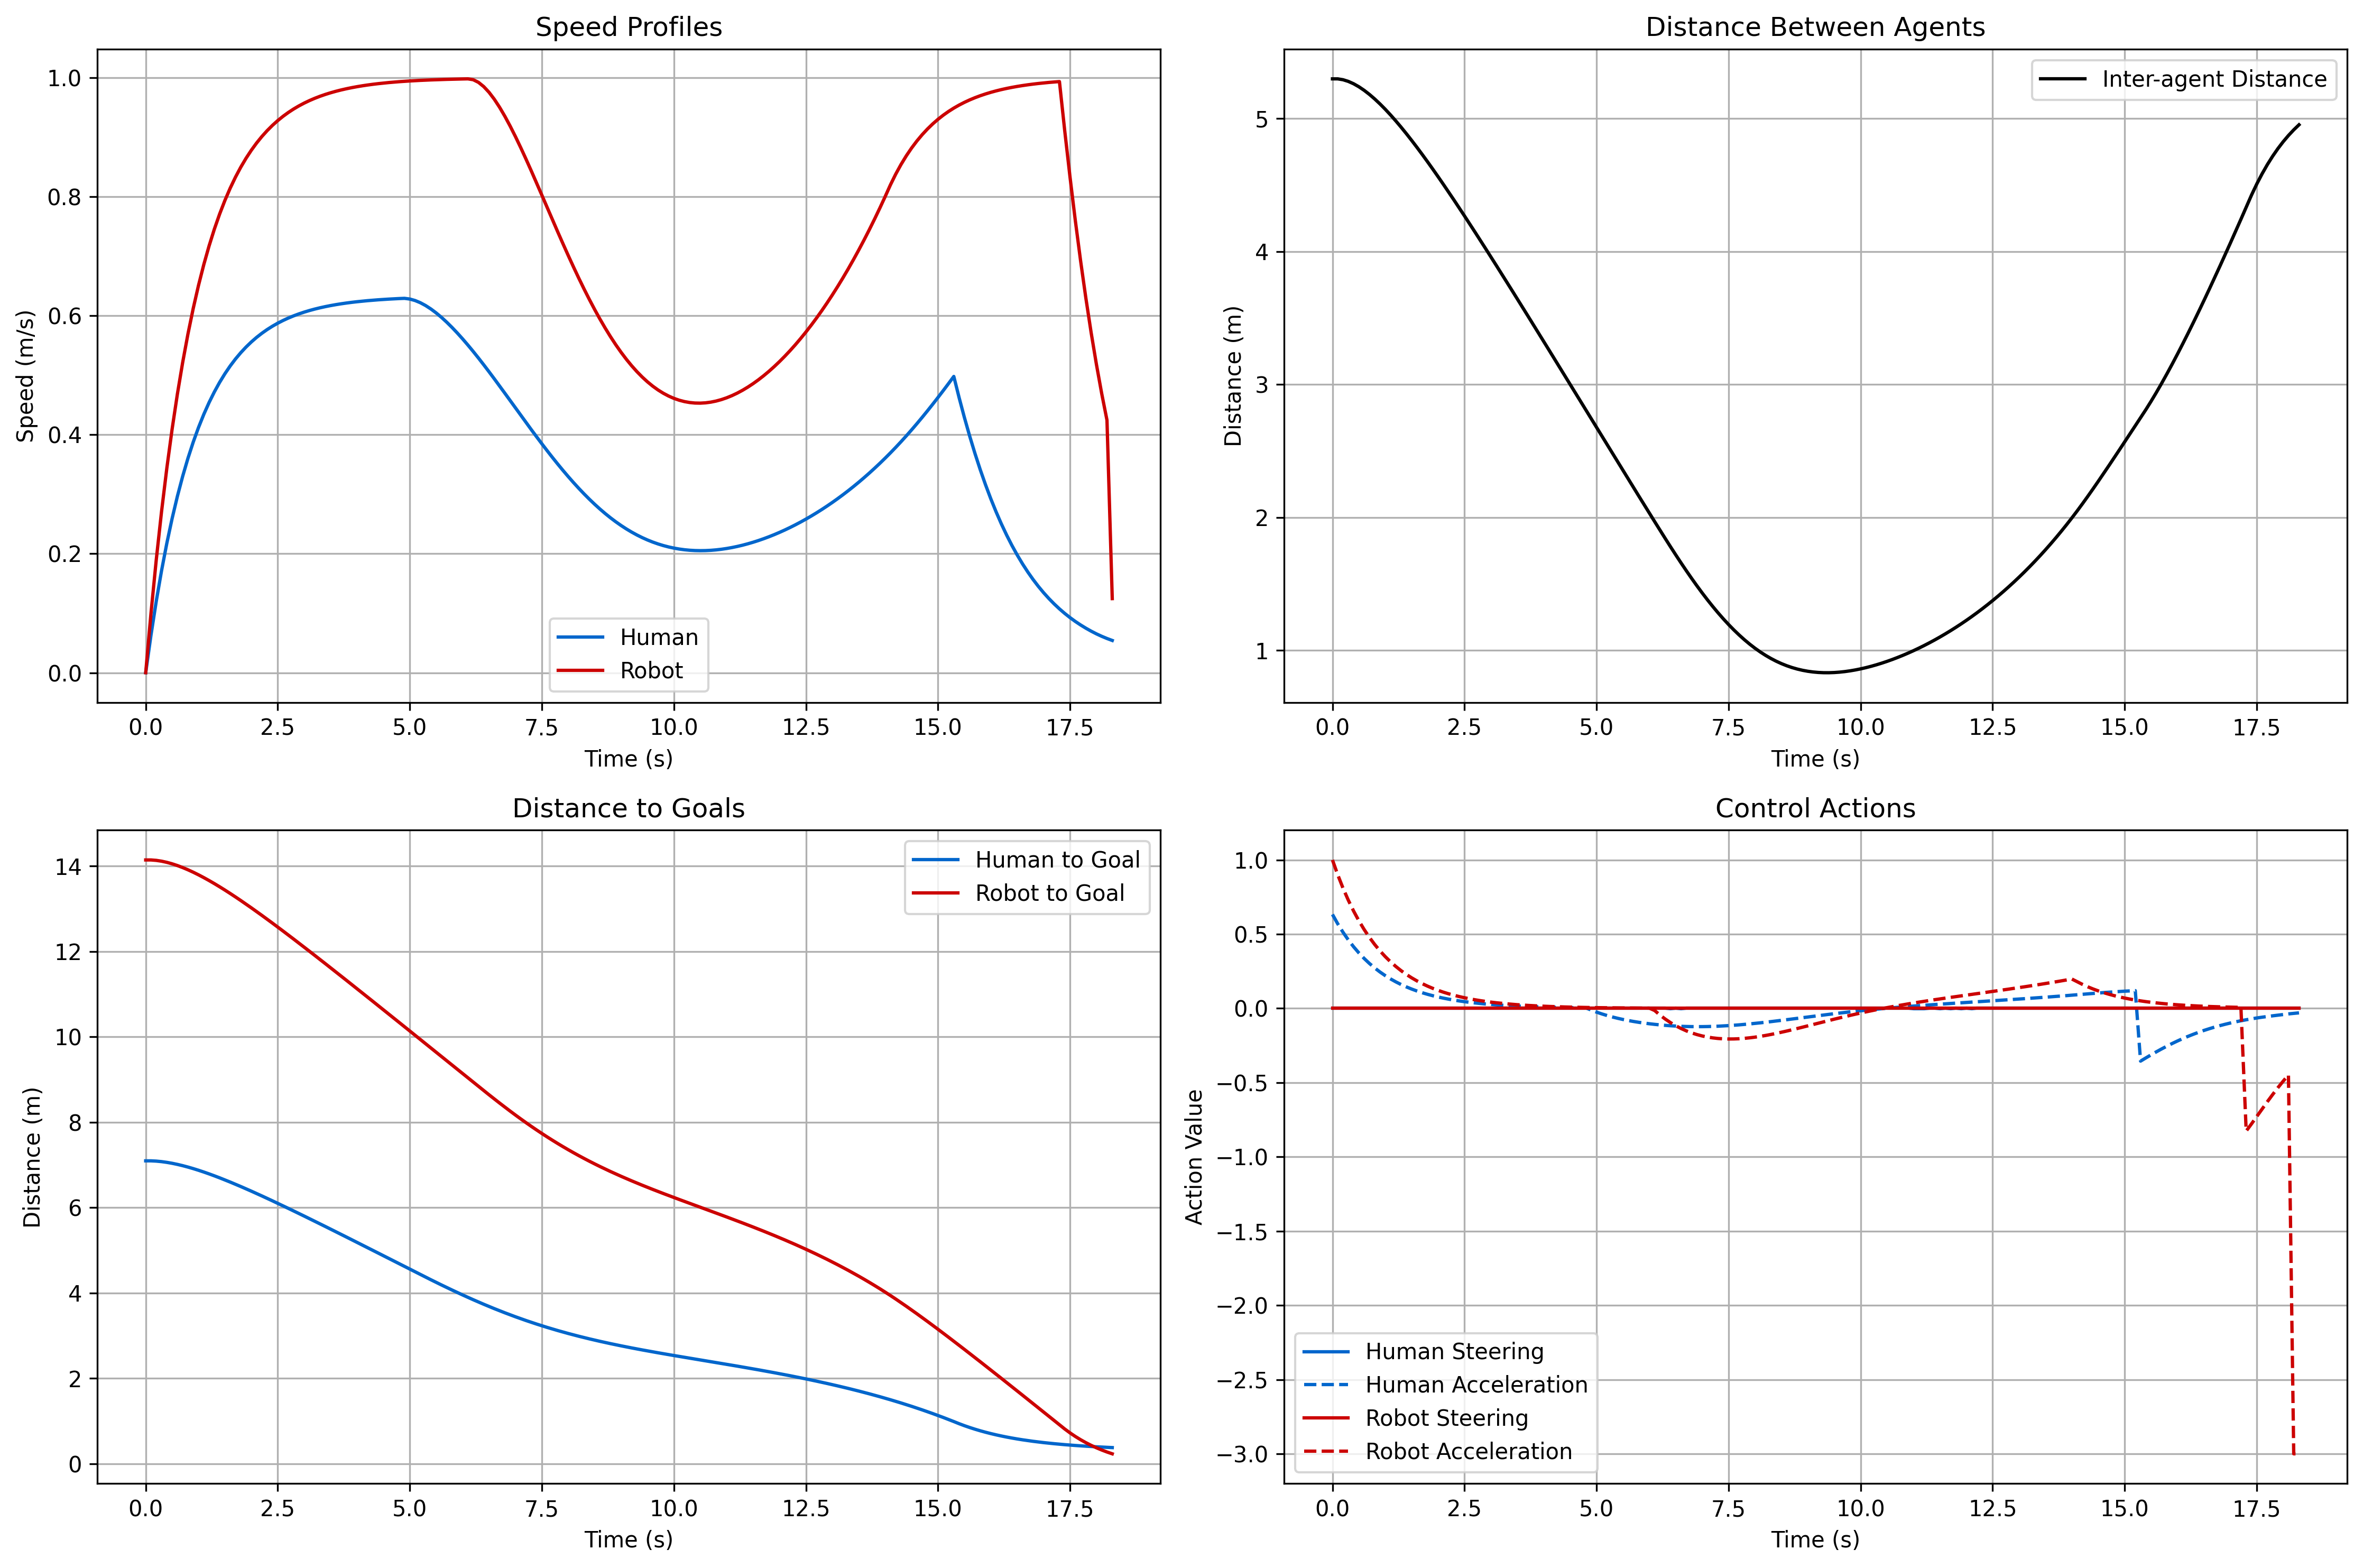 Speed Profiles
Speed (m/s)
1.0
0.8
0.6
0.4
0.2
0.0
Human
Robot
0.0 2.5 5.0 7.5 10.0 12.5 15.0 17.5
Time (s)
Distance Between Agents
Distance (m)
5
4
3
2
1
Inter-agent Distance
0.0 2.5 5.0 7.5 10.0 12.5 15.0 17.5
Time (s)
Distance to Goals
Distance (m)
14
12
10
8
6
4
2
0
Human to Goal
Robot to Goal
0.0 2.5 5.0 7.5 10.0 12.5 15.0 17.5
Time (s)
Control Actions
Action Value
1.0
0.5
0.0
−0.5
−1.0
−1.5
−2.0
−2.5
−3.0
Human Steering
Human Acceleration
Robot Steering
Robot Acceleration
0.0 2.5 5.0 7.5 10.0 12.5 15.0 17.5
Time (s)